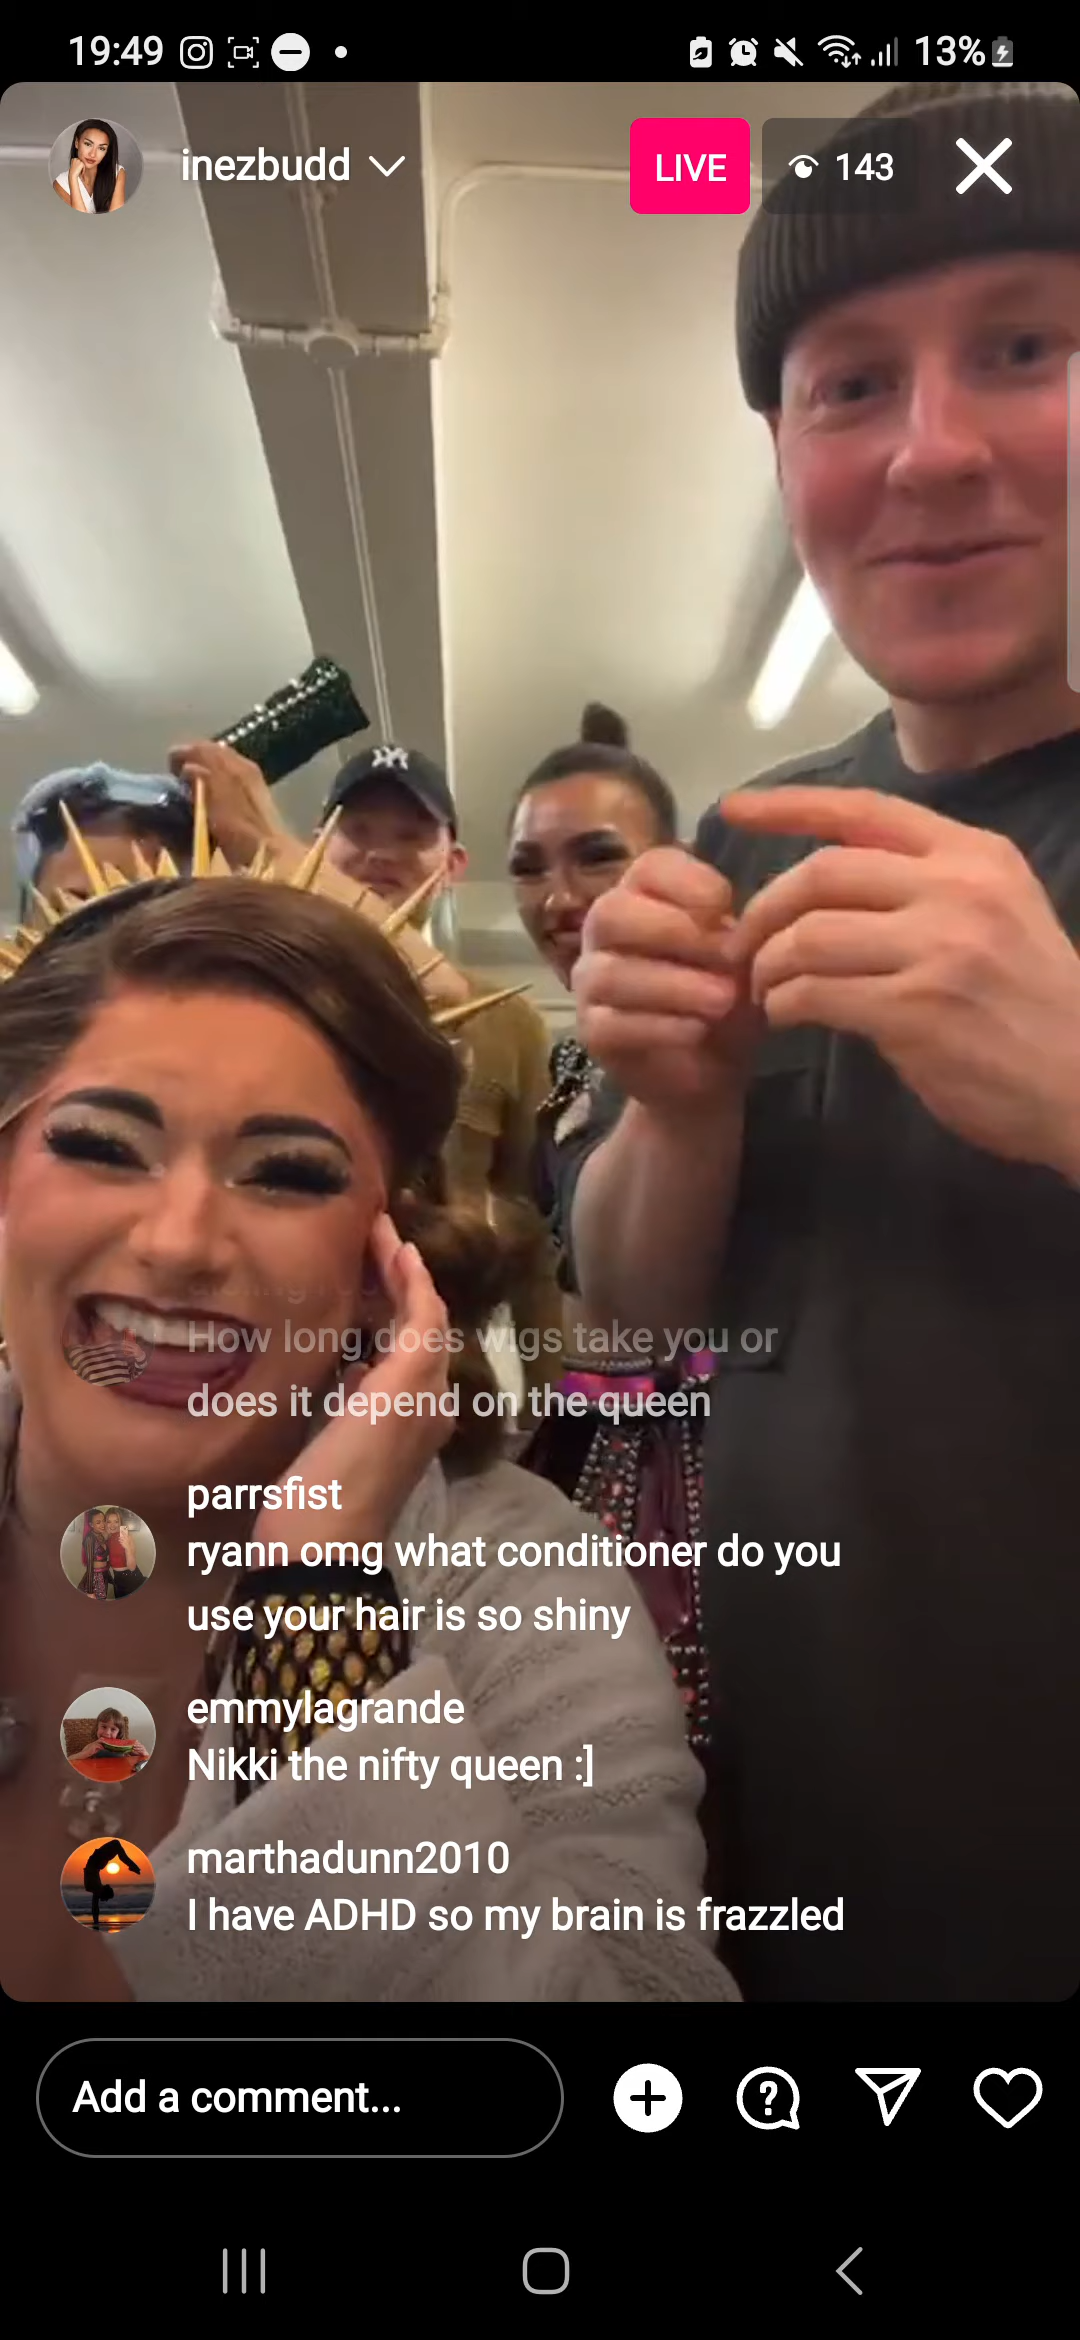 19:49
13%
inezbudd
LIVE
143
How long does wigs take you or
does it depend on the queen
parrsfist
ryann omg what conditioner do you
use your hair is so shiny
emmylagrande
Nikki the nifty queen :]
marthadunn2010
I have ADHD so my brain is frazzled
Add a comment...